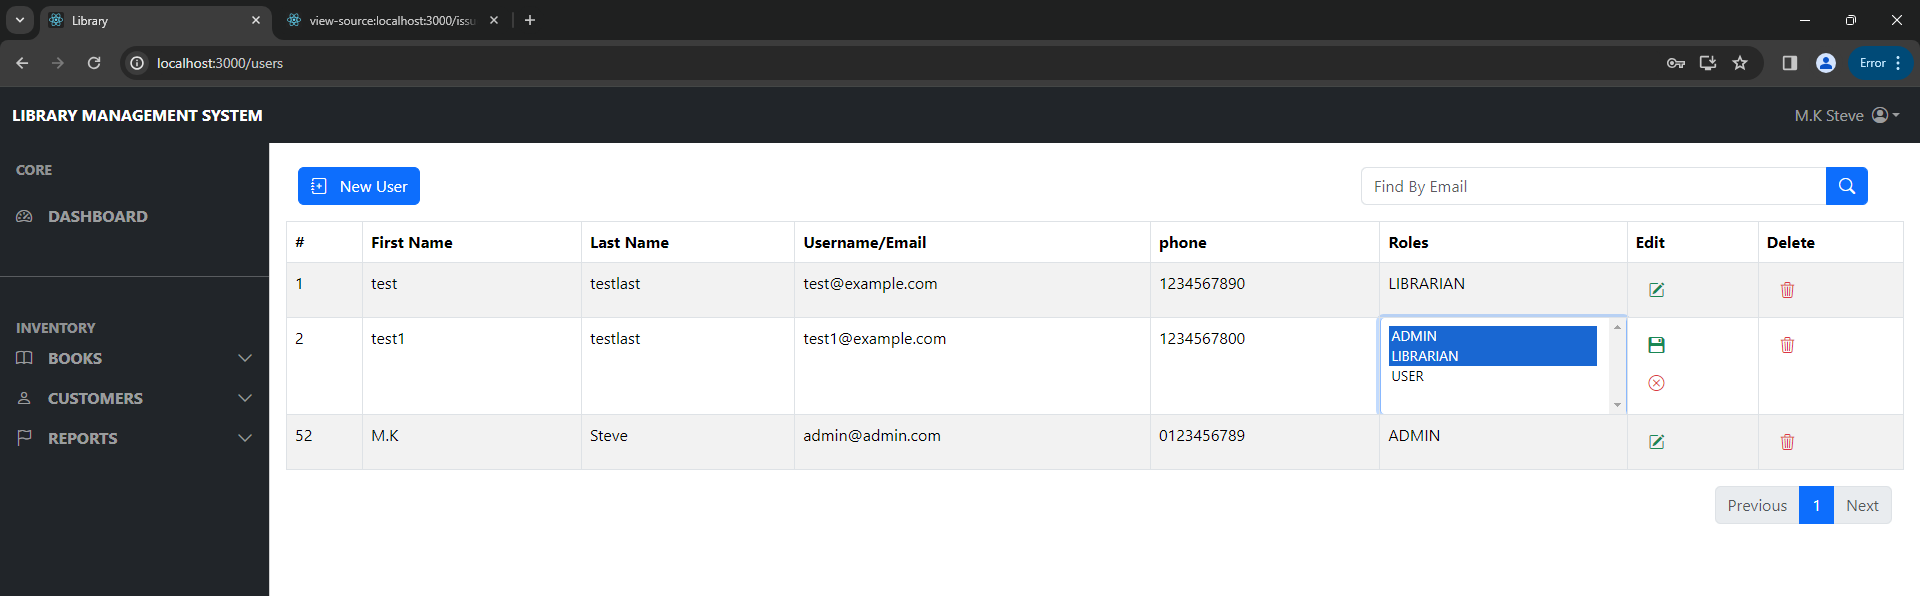 Library
view-source:localhost:3000/issu
localhost:3000/users
Error
LIBRARY MANAGEMENT SYSTEM
M.K Steve
CORE
DASHBOARD
INVENTORY
BOOKS
CUSTOMERS
REPORTS
New User
Find By Email
# First Name Last Name Username/Email phone Roles Edit Delete
1 test testlast test@example.com 1234567890 LIBRARIAN
2 test1 testlast test1@example.com 1234567800 ADMIN
LIBRARIAN
USER
52 M.K Steve admin@admin.com 0123456789 ADMIN
Previous 1 Next